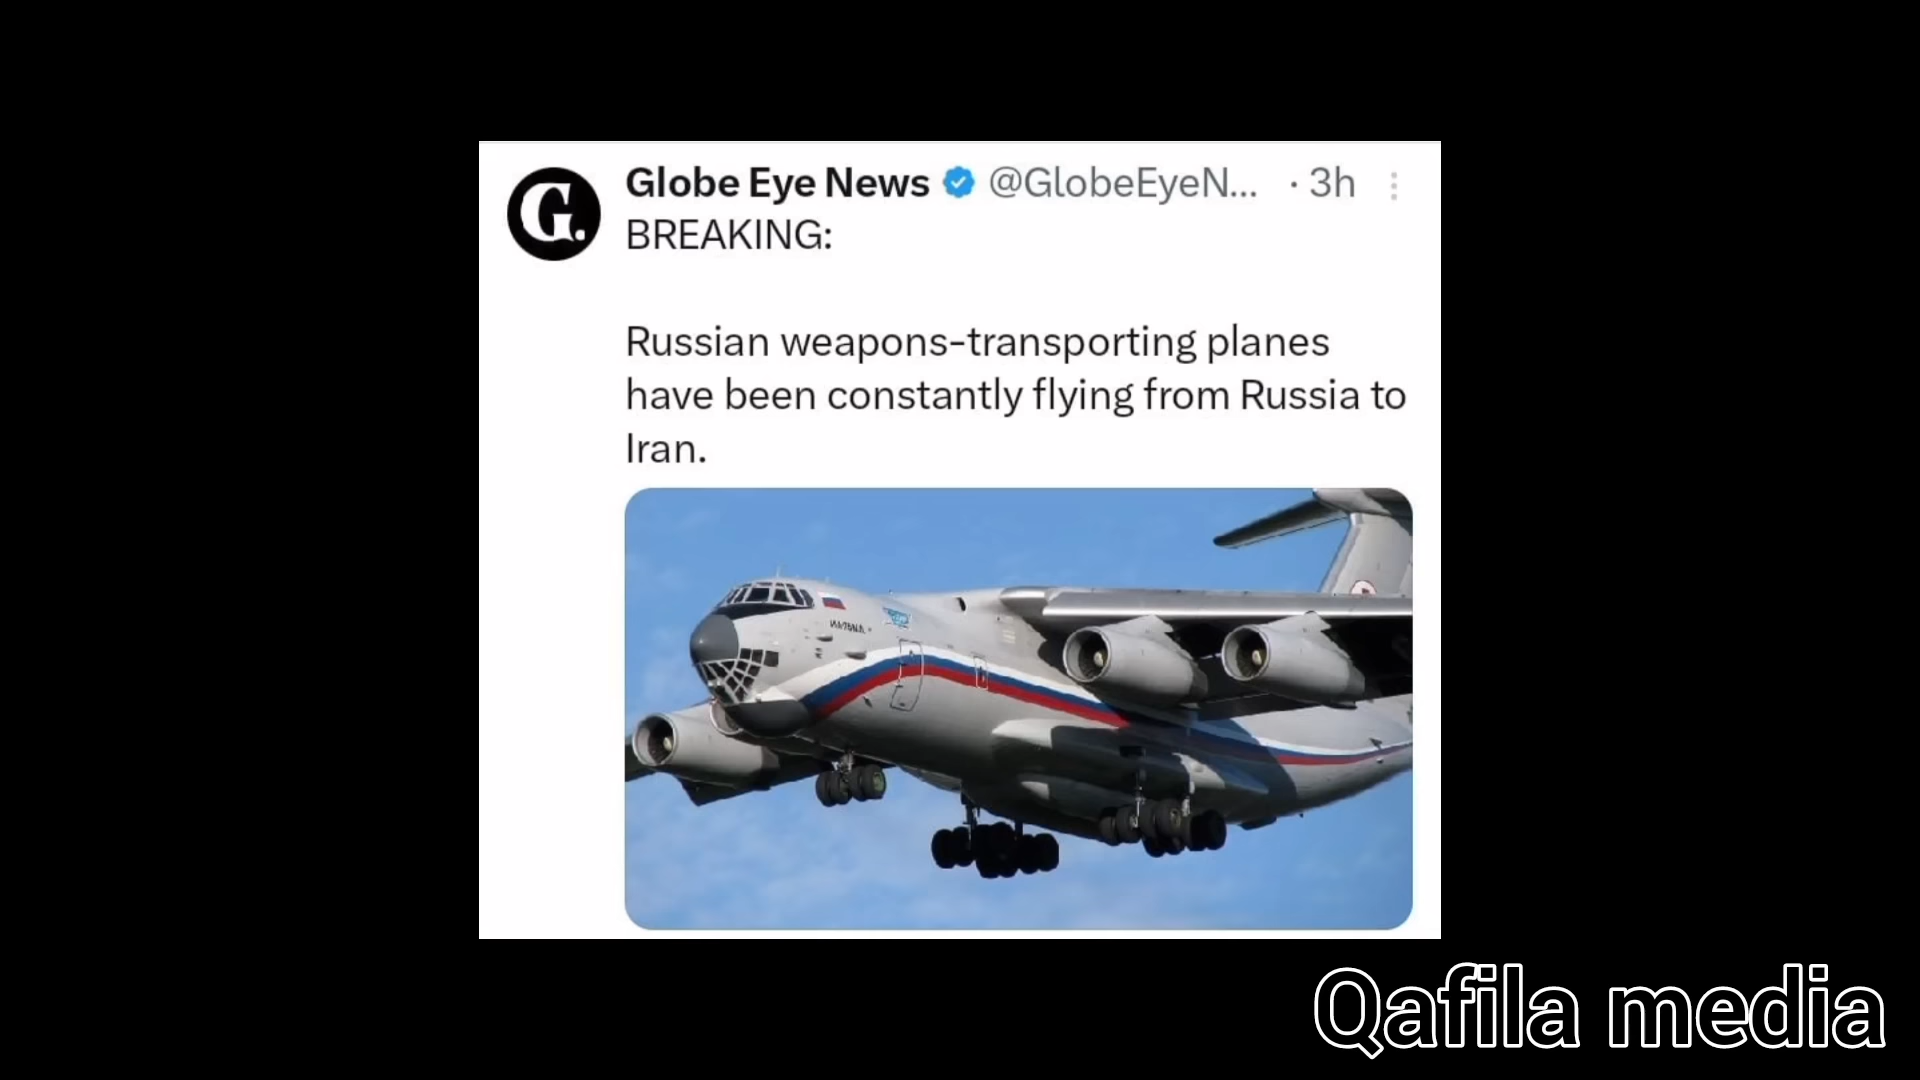 G.
Globe Eye News @GlobeEyeN... · 3h
BREAKING:
Russian weapons-transporting planes
have been constantly flying from Russia to
Iran.
Qafila media